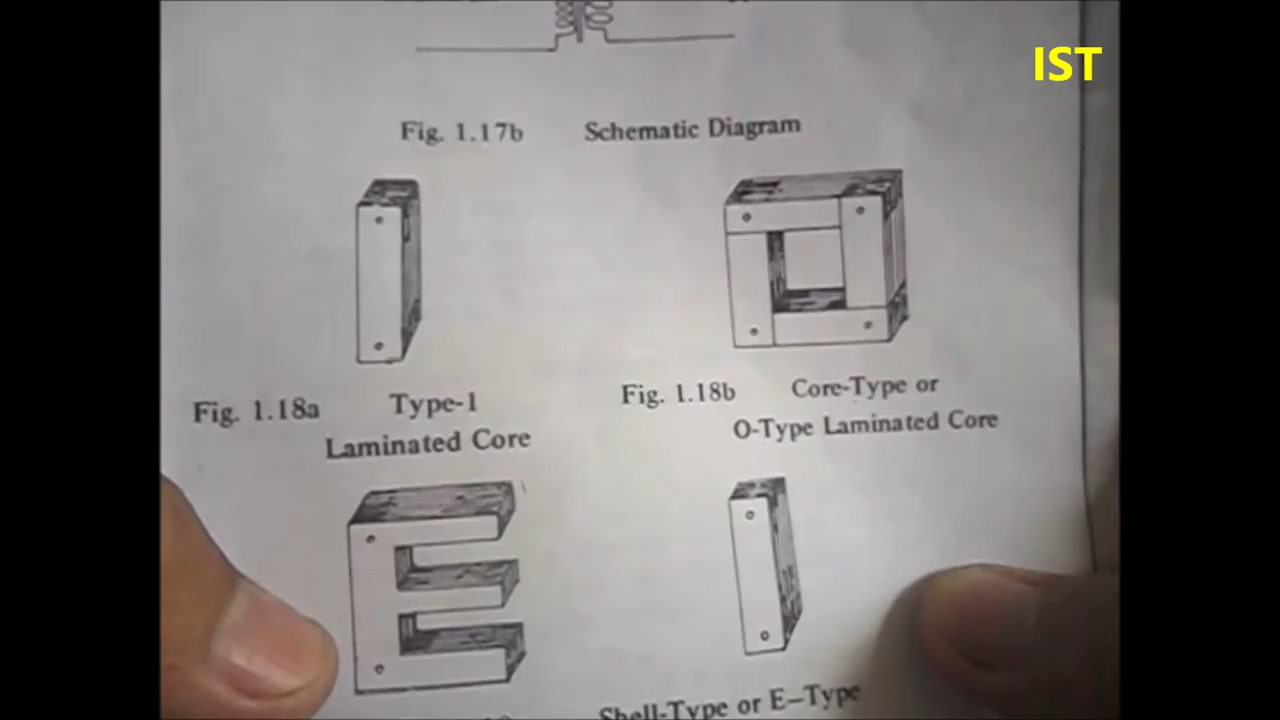 IST
Fig. 1.17b Schematic Diagram
Fig. 1.18a Type-1
Laminated Core
Fig. 1.18b Core-Type or
O-Type Laminated Core
Shell-Type or E-Type